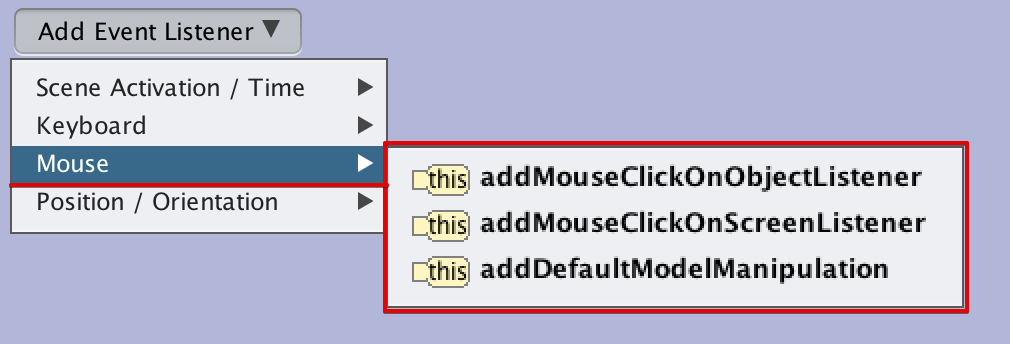 Add Event Listener ▼
Scene Activation / Time ▶
Keyboard ▶
Mouse ▶
Position / Orientation ▶
this addMouseClickOnObjectListener
this addMouseClickOnScreenListener
this addDefaultModelManipulation